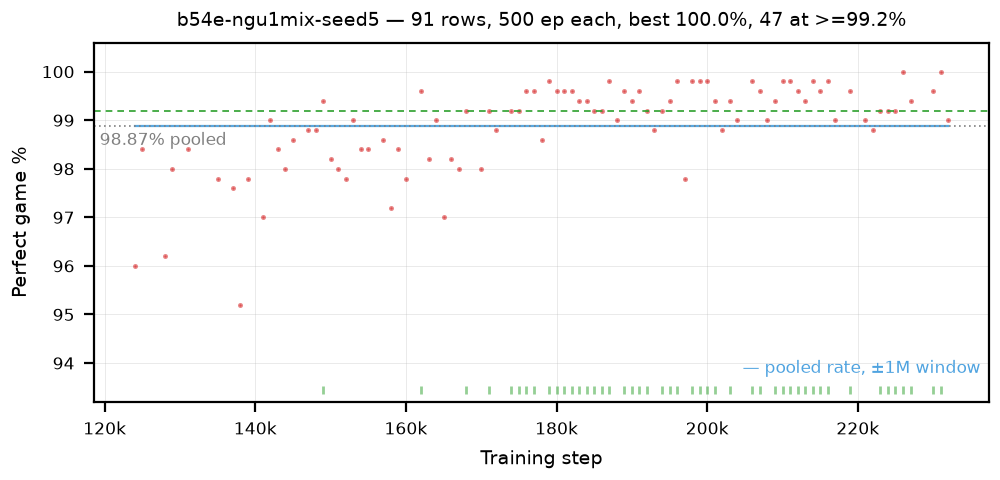 b54e-ngu1mix-seed5 — 91 rows, 500 ep each, best 100.0%, 47 at >=99.2%
Perfect game %
100
99
98
97
96
95
94
98.87% pooled
— pooled rate, ±1M window
120k
140k
160k
180k
200k
220k
Training step